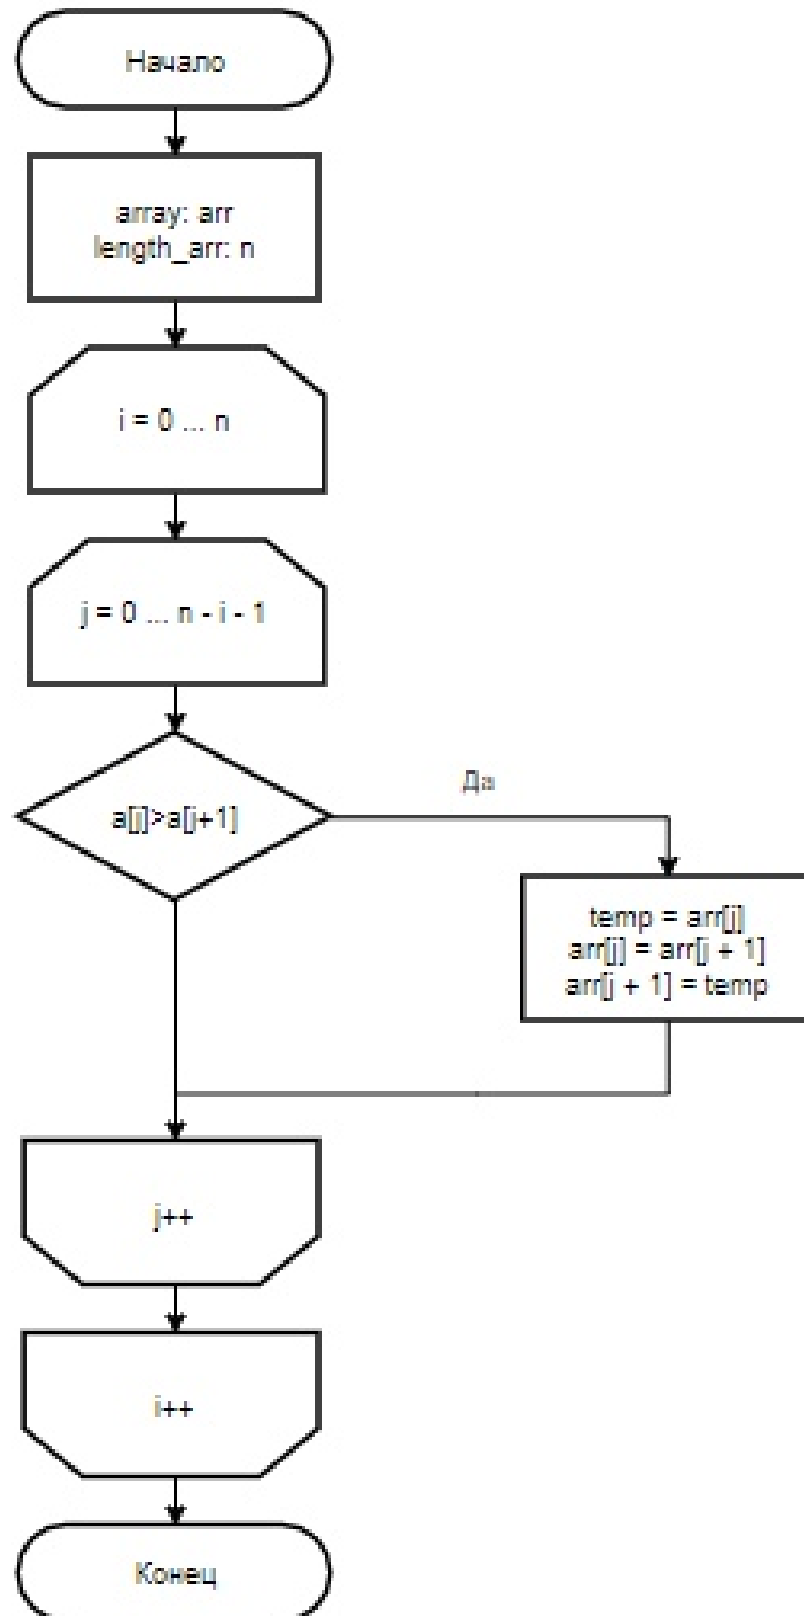 Начало
array: arr
length_arr: n
i = 0 ... n
j = 0 ... n - i - 1
a[j]>a[j+1]
Да
temp = arr[j]
arr[j] = arr[j + 1]
arr[j + 1] = temp
j++
i++
Конец